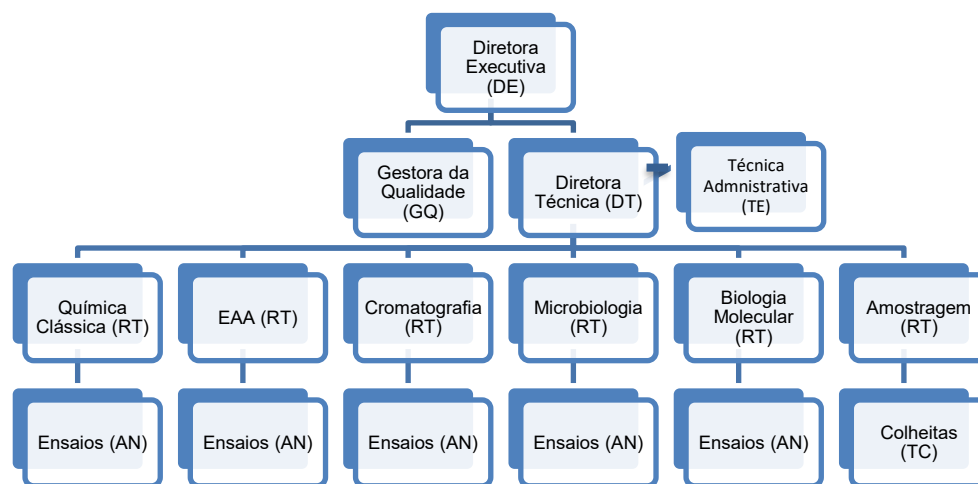 Diretora
Executiva
(DE)
Gestora da
Qualidade
(GQ)
Diretora
Técnica (DT)
Técnica
Admnistrativa
(TE)
Química
Clássica (RT)
EAA (RT)
Cromatografia
(RT)
Microbiologia
(RT)
Biologia
Molecular
(RT)
Amostragem
(RT)
Ensaios (AN)
Ensaios (AN)
Ensaios (AN)
Ensaios (AN)
Ensaios (AN)
Colheitas
(TC)